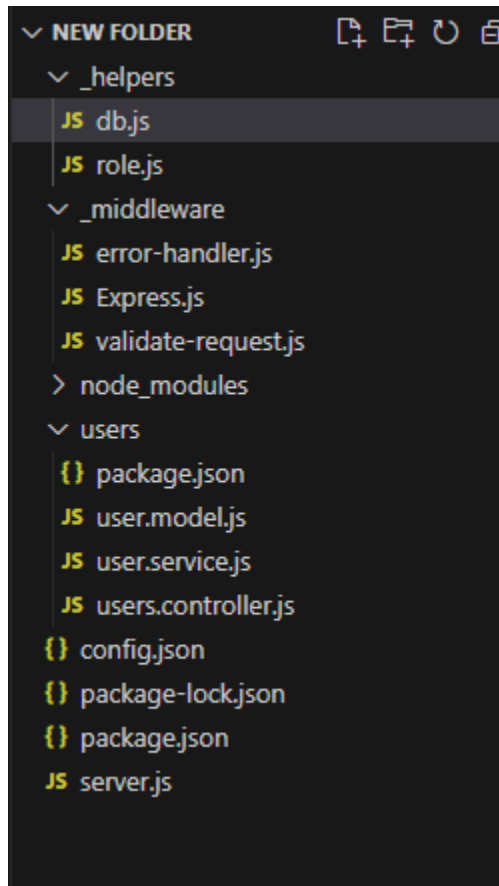 NEW FOLDER
_helpers
JS db.js
JS role.js
_middleware
JS error-handler.js
JS Express.js
JS validate-request.js
node_modules
users
{} package.json
JS user.model.js
JS user.service.js
JS users.controller.js
{} config.json
{} package-lock.json
{} package.json
JS server.js